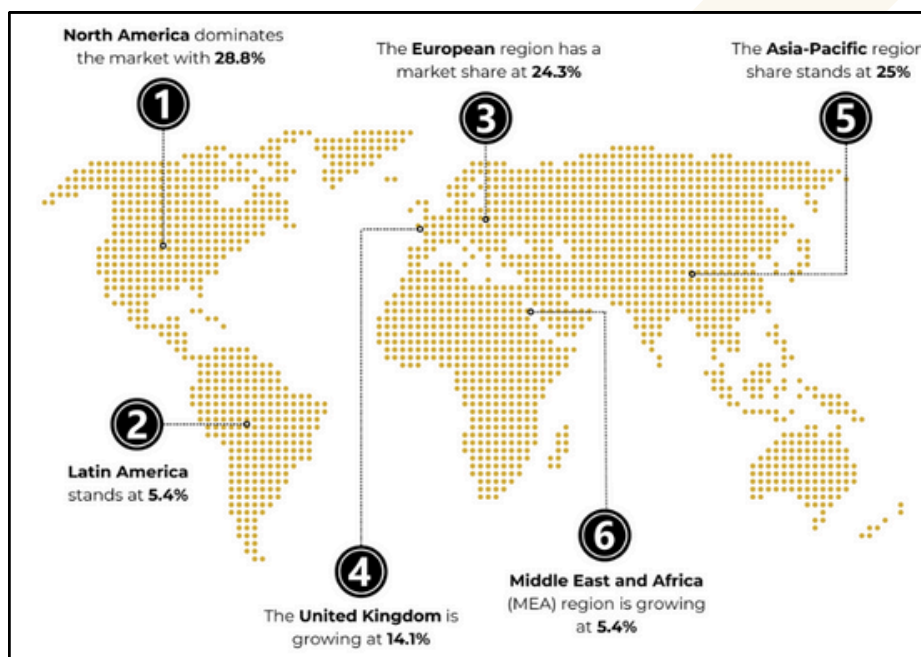 North America dominates
the market with 28.8%
1
2
Latin America
stands at 5.4%
The European region has a
market share at 24.3%
3
4
The United Kingdom is
growing at 14.1%
The Asia-Pacific region
share stands at 25%
5
6
Middle East and Africa
(MEA) region is growing
at 5.4%